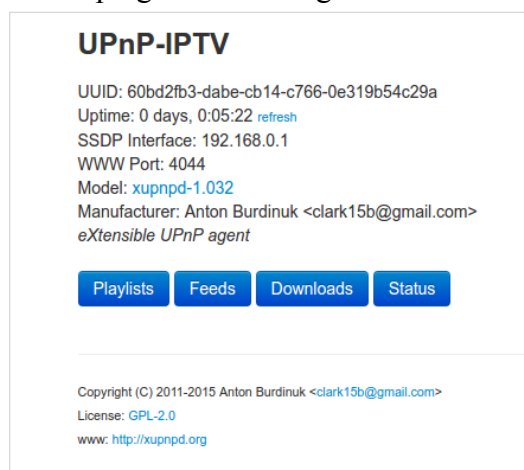 UPnP-IPTV
UUID: 60bd2fb3-dabe-cb14-c766-0e319b54c29a
Uptime: 0 days, 0:05:22 refresh
SSDP Interface: 192.168.0.1
WWW Port: 4044
Model: xupnpd-1.032
Manufacturer: Anton Burdinuk <clark15b@gmail.com>
eXtensible UPnP agent
Playlists Feeds Downloads Status
Copyright (C) 2011-2015 Anton Burdinuk <clark15b@gmail.com>
License: GPL-2.0
www: http://xupnpd.org